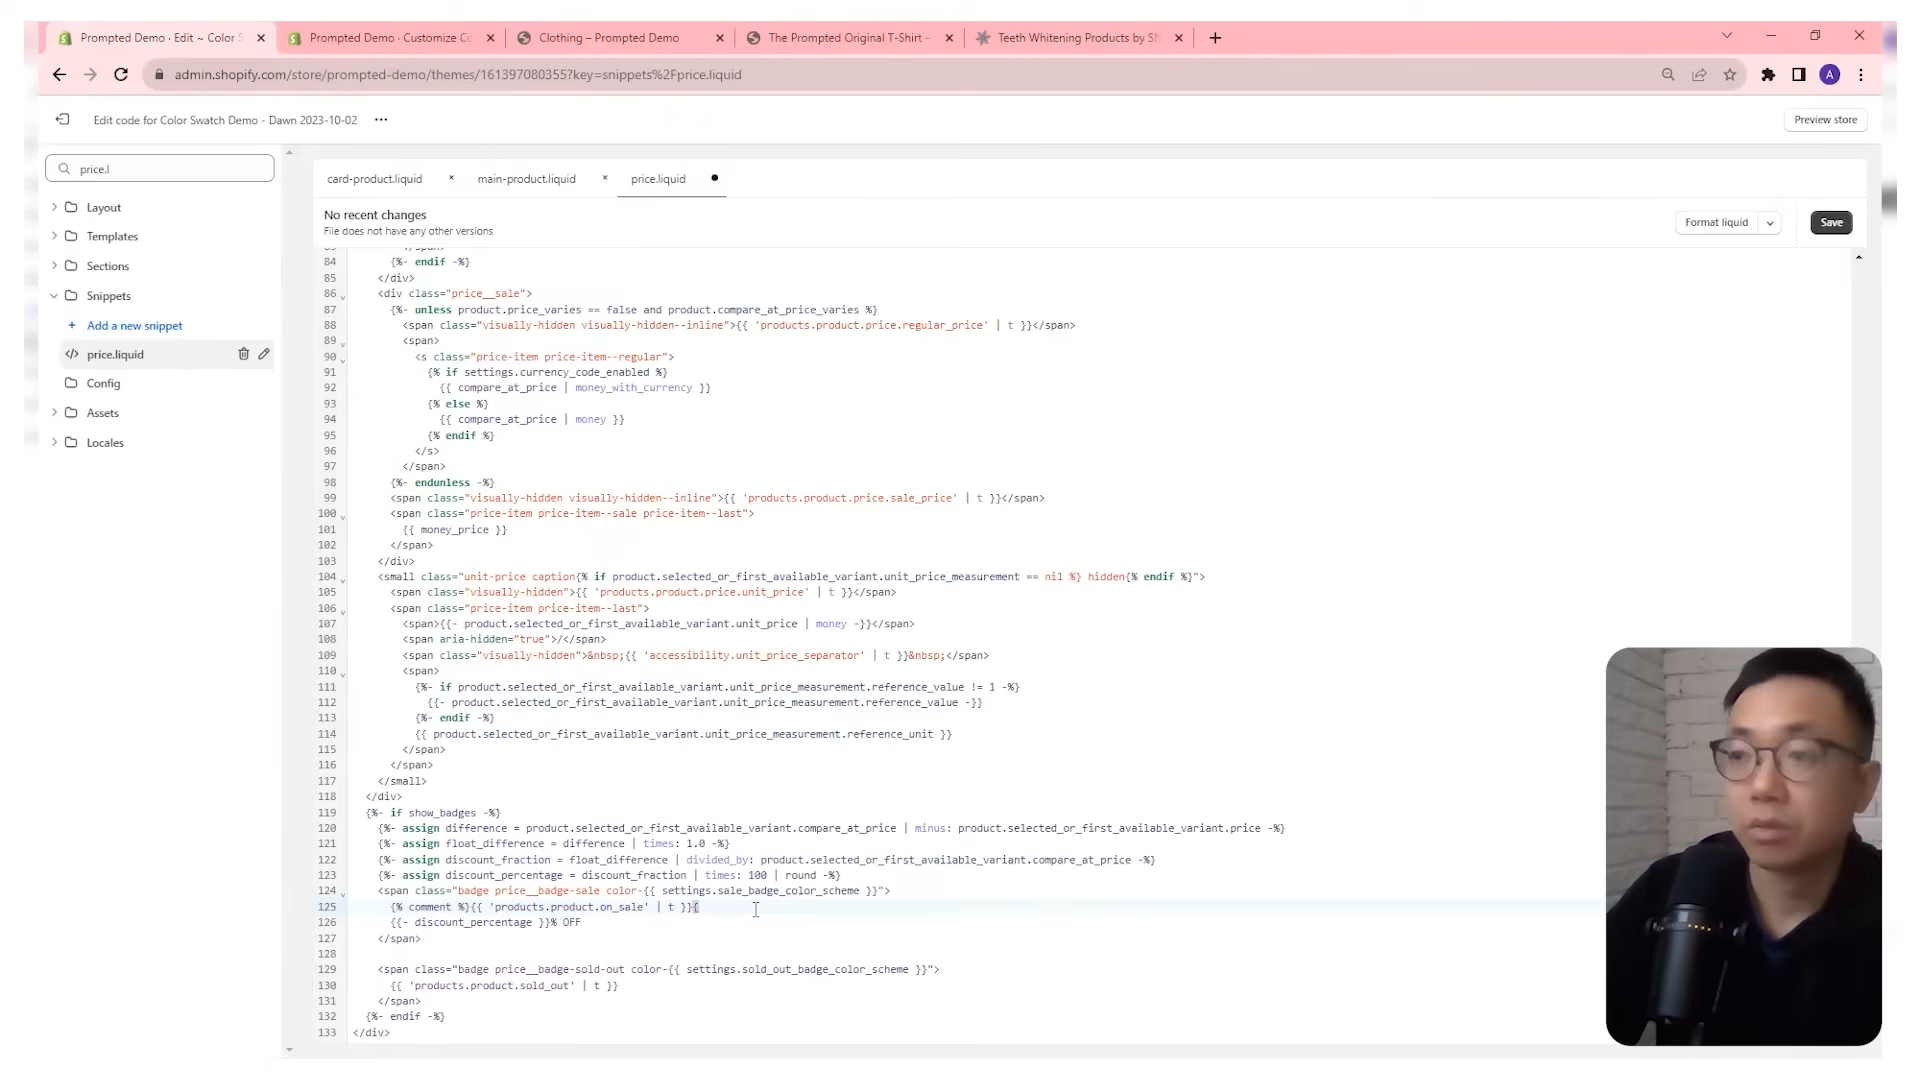 Prompted Demo · Edit ~ Color S
Prompted Demo · Customize Co
Clothing – Prompted Demo
The Prompted Original T-Shirt –
Teeth Whitening Products by SN
admin.shopify.com/store/prompted-demo/themes/161397080355?key=snippets%2Fprice.liquid
A
Edit code for Color Swatch Demo - Dawn 2023-10-02
Preview store
price.l
Layout
Templates
Sections
Snippets
Add a new snippet
price.liquid
Config
Assets
Locales
card-product.liquid
main-product.liquid
price.liquid
No recent changes
File does not have any other versions
Format liquid
Save
84 {%- endif -%}
85 </div>
86 <div class="price__sale">
87 {%- unless product.price_varies == false and product.compare_at_price_varies %}
88 <span class="visually-hidden visually-hidden--inline">{{ 'products.product.price.regular_price' | t }}</span>
89 <span>
90 <s class="price-item price-item--regular">
91 {% if settings.currency_code_enabled %}
92 {{ compare_at_price | money_with_currency }}
93 {% else %}
94 {{ compare_at_price | money }}
95 {% endif %}
96 </s>
97 </span>
98 {%- endunless -%}
99 <span class="visually-hidden visually-hidden--inline">{{ 'products.product.price.sale_price' | t }}</span>
100 <span class="price-item price-item--sale price-item--last">
101 {{ money_price }}
102 </span>
103 </div>
104 <small class="unit-price caption{% if product.selected_or_first_available_variant.unit_price_measurement == nil %} hidden{% endif %}">
105 <span class="visually-hidden">{{ 'products.product.price.unit_price' | t }}</span>
106 <span class="price-item price-item--last">
107 <span>{{- product.selected_or_first_available_variant.unit_price | money -}}</span>
108 <span aria-hidden="true">/</span>
109 <span class="visually-hidden">&nbsp;{{ 'accessibility.unit_price_separator' | t }}&nbsp;</span>
110 <span>
111 {%- if product.selected_or_first_available_variant.unit_price_measurement.reference_value != 1 -%}
112 {{- product.selected_or_first_available_variant.unit_price_measurement.reference_value -}}
113 {%- endif -%}
114 {{ product.selected_or_first_available_variant.unit_price_measurement.reference_unit }}
115 </span>
116 </span>
117 </small>
118 </div>
119 {%- if show_badges -%}
120 {%- assign difference = product.selected_or_first_available_variant.compare_at_price | minus: product.selected_or_first_available_variant.price -%}
121 {%- assign float_difference = difference | times: 1.0 -%}
122 {%- assign discount_fraction = float_difference | divided_by: product.selected_or_first_available_variant.compare_at_price -%}
123 {%- assign discount_percentage = discount_fraction | times: 100 | round -%}
124 <span class="badge price__badge-sale color-{{ settings.sale_badge_color_scheme }}">
125 {% comment %}{{ 'products.product.on_sale' | t }}{
126 {{- discount_percentage }}% OFF
127 </span>
128
129 <span class="badge price__badge-sold-out color-{{ settings.sold_out_badge_color_scheme }}">
130 {{ 'products.product.sold_out' | t }}
131 </span>
132 {%- endif -%}
133 </div>